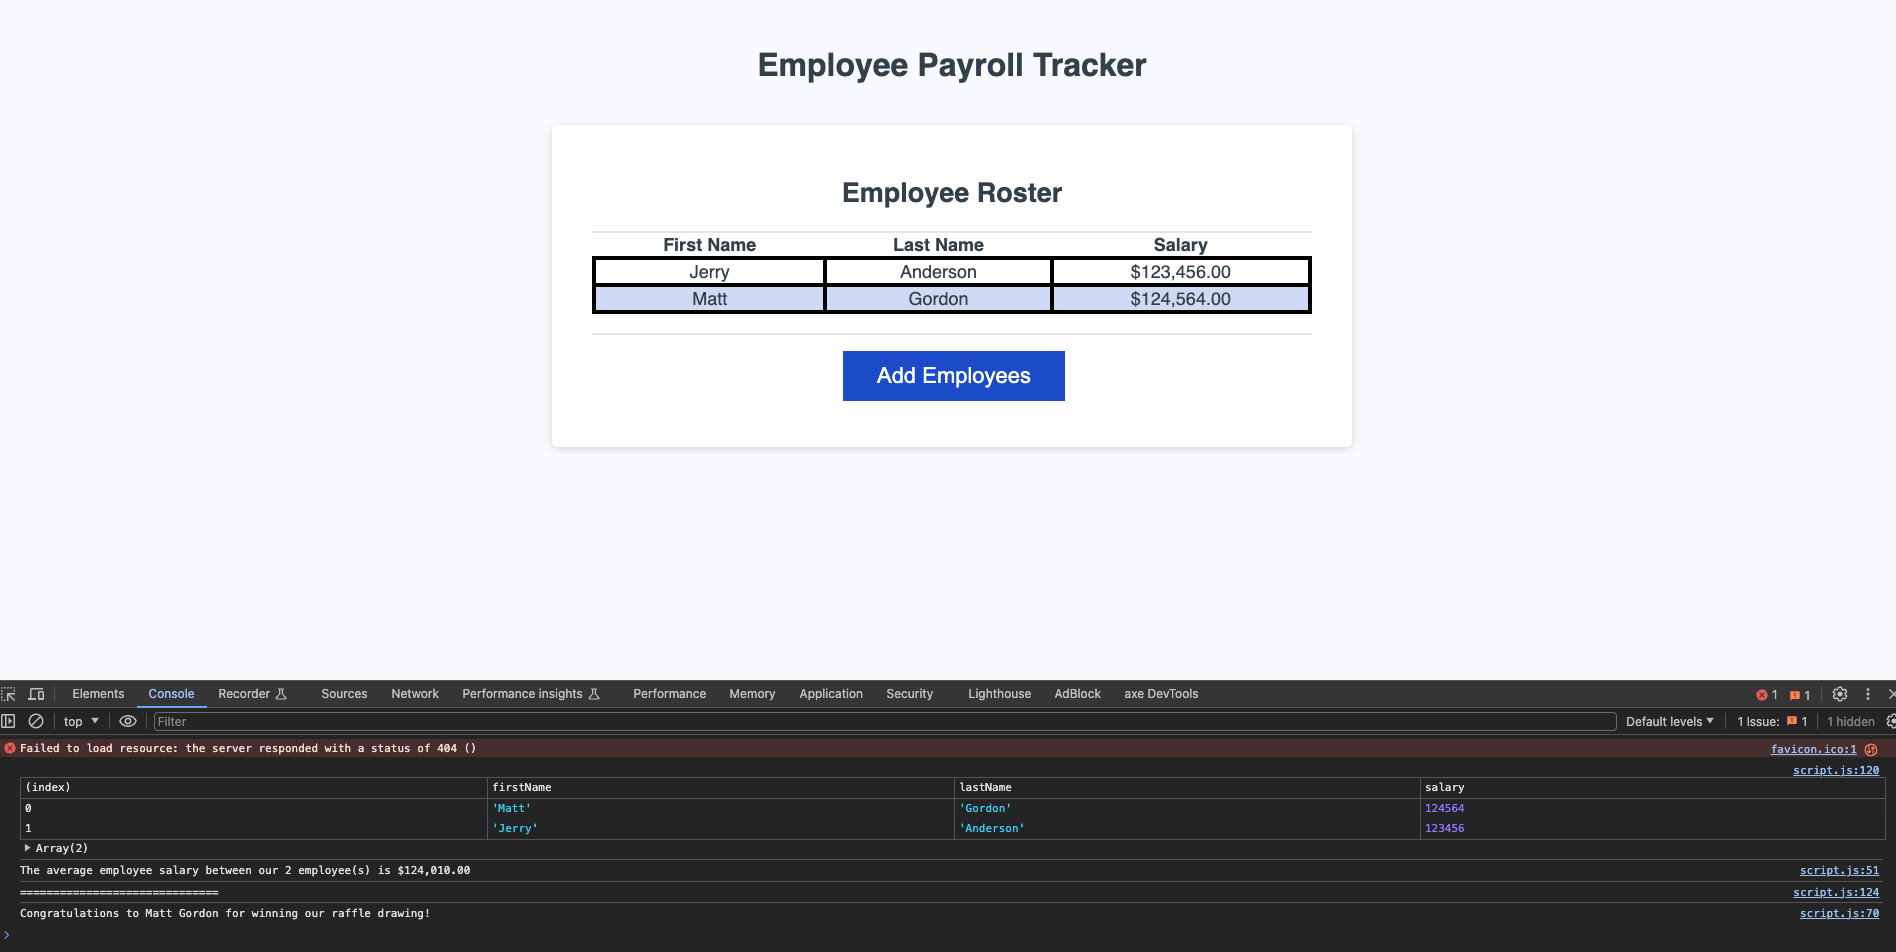 Employee Payroll Tracker
Employee Roster
First Name Last Name Salary
Jerry Anderson $123,456.00
Matt Gordon $124,564.00
Add Employees
Elements Console Recorder Sources Network Performance insights Performance Memory Application Security Lighthouse AdBlock axe DevTools 1 1
top Filter Default levels 1 Issue: 1 1 hidden
Failed to load resource: the server responded with a status of 404 () favicon.ico:1
script.js:120
(index) firstName lastName salary
0 'Matt' 'Gordon' 124564
1 'Jerry' 'Anderson' 123456
Array(2)
The average employee salary between our 2 employee(s) is $124,010.00 script.js:51
============================== script.js:124
Congratulations to Matt Gordon for winning our raffle drawing! script.js:70